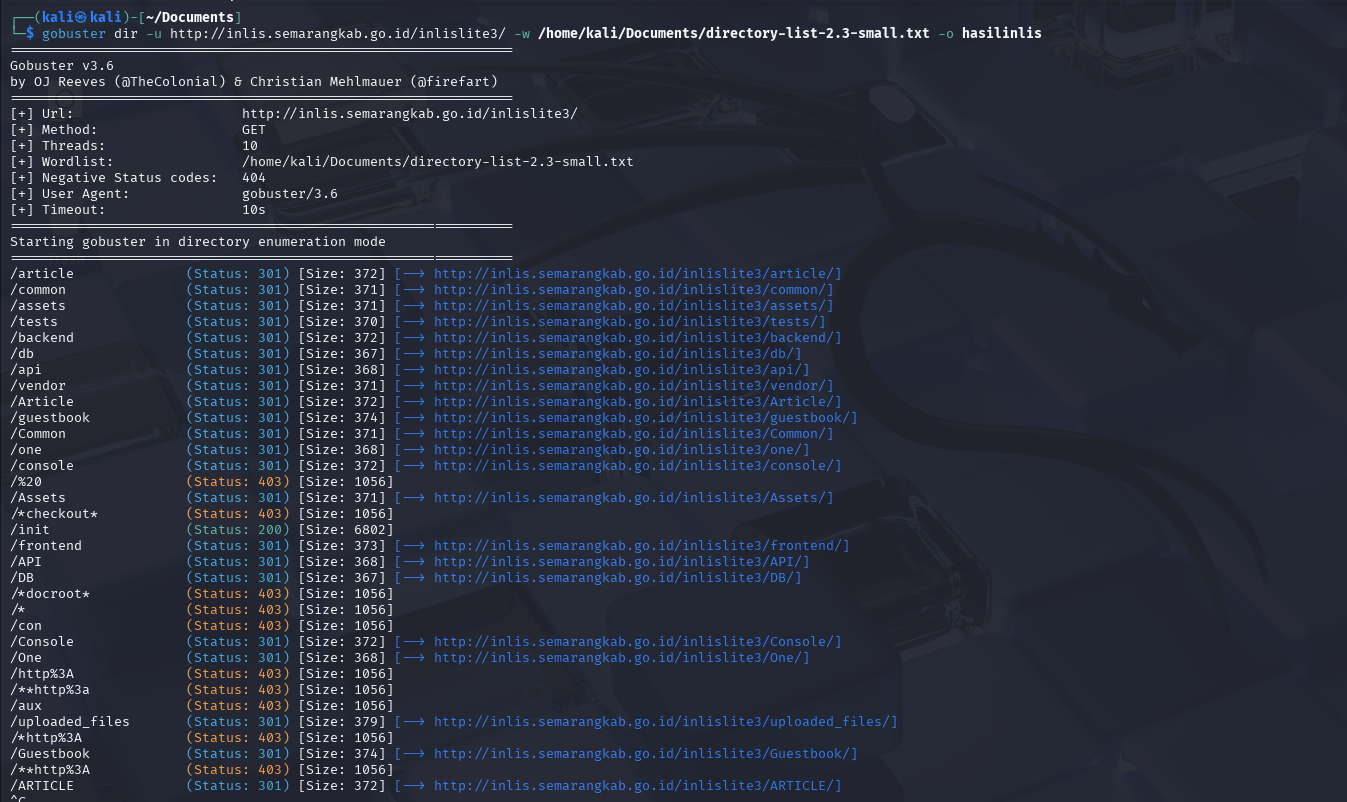 ┌──(kali㉿kali)-[~/Documents]
└─$ gobuster dir -u http://inlis.semarangkab.go.id/inlislite3/ -w /home/kali/Documents/directory-list-2.3-small.txt -o hasilinlis
===============================================================
Gobuster v3.6
by OJ Reeves (@TheColonial) & Christian Mehlmauer (@firefart)
===============================================================
[+] Url:                     http://inlis.semarangkab.go.id/inlislite3/
[+] Method:                  GET
[+] Threads:                 10
[+] Wordlist:                /home/kali/Documents/directory-list-2.3-small.txt
[+] Negative Status codes:   404
[+] User Agent:              gobuster/3.6
[+] Timeout:                 10s
===============================================================
Starting gobuster in directory enumeration mode
===============================================================
/article              (Status: 301) [Size: 372] [--> http://inlis.semarangkab.go.id/inlislite3/article/]
/common               (Status: 301) [Size: 371] [--> http://inlis.semarangkab.go.id/inlislite3/common/]
/assets               (Status: 301) [Size: 371] [--> http://inlis.semarangkab.go.id/inlislite3/assets/]
/tests                (Status: 301) [Size: 370] [--> http://inlis.semarangkab.go.id/inlislite3/tests/]
/backend              (Status: 301) [Size: 372] [--> http://inlis.semarangkab.go.id/inlislite3/backend/]
/db                   (Status: 301) [Size: 367] [--> http://inlis.semarangkab.go.id/inlislite3/db/]
/api                  (Status: 301) [Size: 368] [--> http://inlis.semarangkab.go.id/inlislite3/api/]
/vendor               (Status: 301) [Size: 371] [--> http://inlis.semarangkab.go.id/inlislite3/vendor/]
/Article              (Status: 301) [Size: 372] [--> http://inlis.semarangkab.go.id/inlislite3/Article/]
/guestbook            (Status: 301) [Size: 374] [--> http://inlis.semarangkab.go.id/inlislite3/guestbook/]
/Common               (Status: 301) [Size: 371] [--> http://inlis.semarangkab.go.id/inlislite3/Common/]
/one                  (Status: 301) [Size: 368] [--> http://inlis.semarangkab.go.id/inlislite3/one/]
/console              (Status: 301) [Size: 372] [--> http://inlis.semarangkab.go.id/inlislite3/console/]
/%20                  (Status: 403) [Size: 1056]
/Assets               (Status: 301) [Size: 371] [--> http://inlis.semarangkab.go.id/inlislite3/Assets/]
/*checkout*           (Status: 403) [Size: 1056]
/init                 (Status: 200) [Size: 6802]
/frontend             (Status: 301) [Size: 373] [--> http://inlis.semarangkab.go.id/inlislite3/frontend/]
/API                  (Status: 301) [Size: 368] [--> http://inlis.semarangkab.go.id/inlislite3/API/]
/DB                   (Status: 301) [Size: 367] [--> http://inlis.semarangkab.go.id/inlislite3/DB/]
/*docroot*            (Status: 403) [Size: 1056]
/*                    (Status: 403) [Size: 1056]
/con                  (Status: 403) [Size: 1056]
/Console              (Status: 301) [Size: 372] [--> http://inlis.semarangkab.go.id/inlislite3/Console/]
/One                  (Status: 301) [Size: 368] [--> http://inlis.semarangkab.go.id/inlislite3/One/]
/http%3A              (Status: 403) [Size: 1056]
/**http%3a            (Status: 403) [Size: 1056]
/aux                  (Status: 403) [Size: 1056]
/uploaded_files       (Status: 301) [Size: 379] [--> http://inlis.semarangkab.go.id/inlislite3/uploaded_files/]
/*http%3A             (Status: 403) [Size: 1056]
/Guestbook            (Status: 301) [Size: 374] [--> http://inlis.semarangkab.go.id/inlislite3/Guestbook/]
/**http%3A            (Status: 403) [Size: 1056]
/ARTICLE              (Status: 301) [Size: 372] [--> http://inlis.semarangkab.go.id/inlislite3/ARTICLE/]
^C